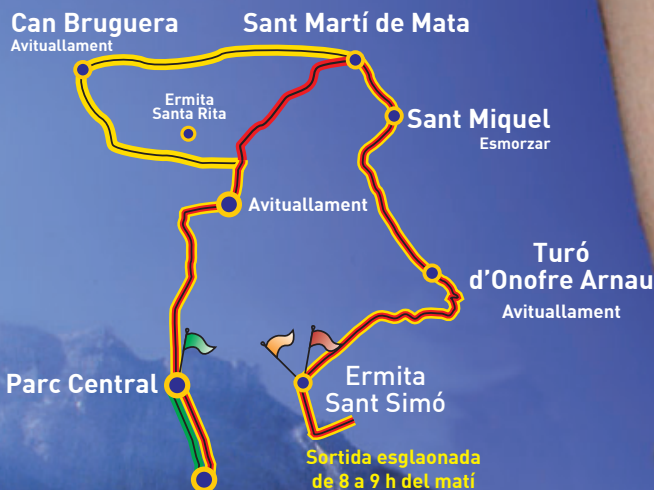 Can Bruguera
Avituallament
Sant Martí de Mata
Ermita
Santa Rita
Sant Miquel
Esmorzar
Avituallament
Turó
d'Onofre Arnau
Avituallament
Parc Central
Ermita
Sant Simó
Sortida esglaonada
de 8 a 9 h del matí